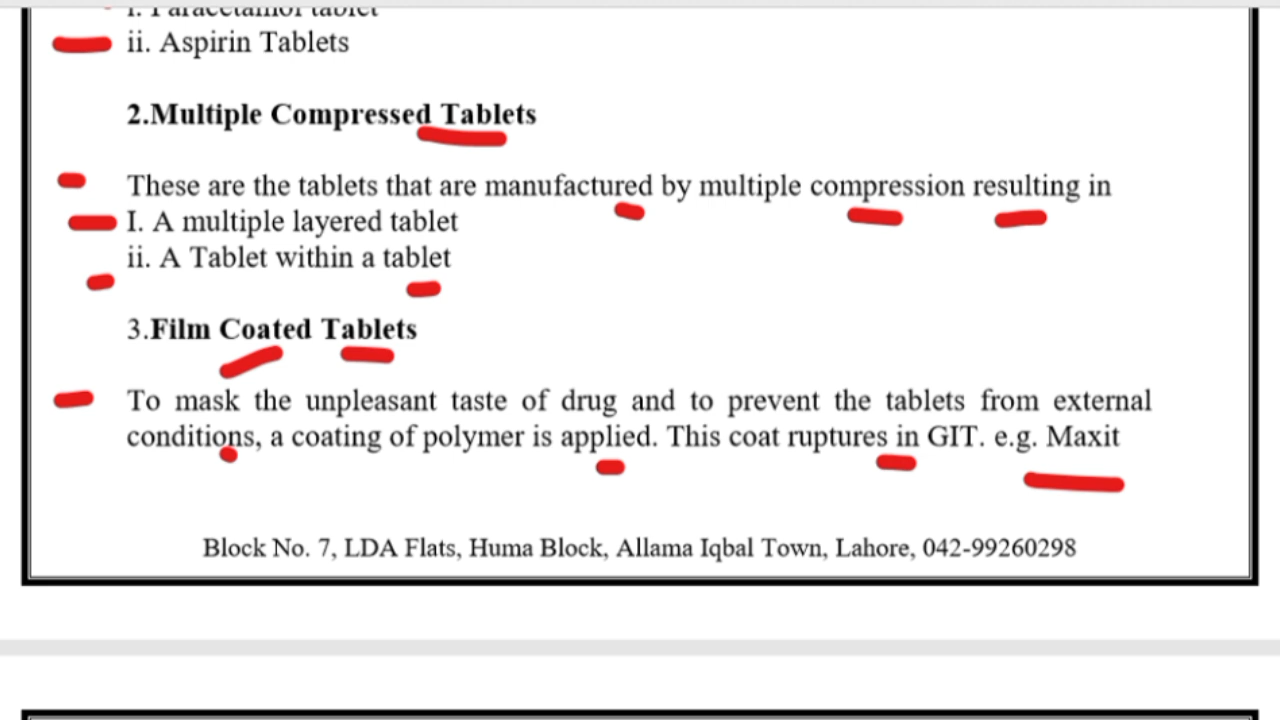 i. Paracetamol tablet
ii. Aspirin Tablets
2.Multiple Compressed Tablets
These are the tablets that are manufactured by multiple compression resulting in
I. A multiple layered tablet
ii. A Tablet within a tablet
3.Film Coated Tablets
To mask the unpleasant taste of drug and to prevent the tablets from external
conditions, a coating of polymer is applied. This coat ruptures in GIT. e.g. Maxit
Block No. 7, LDA Flats, Huma Block, Allama Iqbal Town, Lahore, 042-99260298